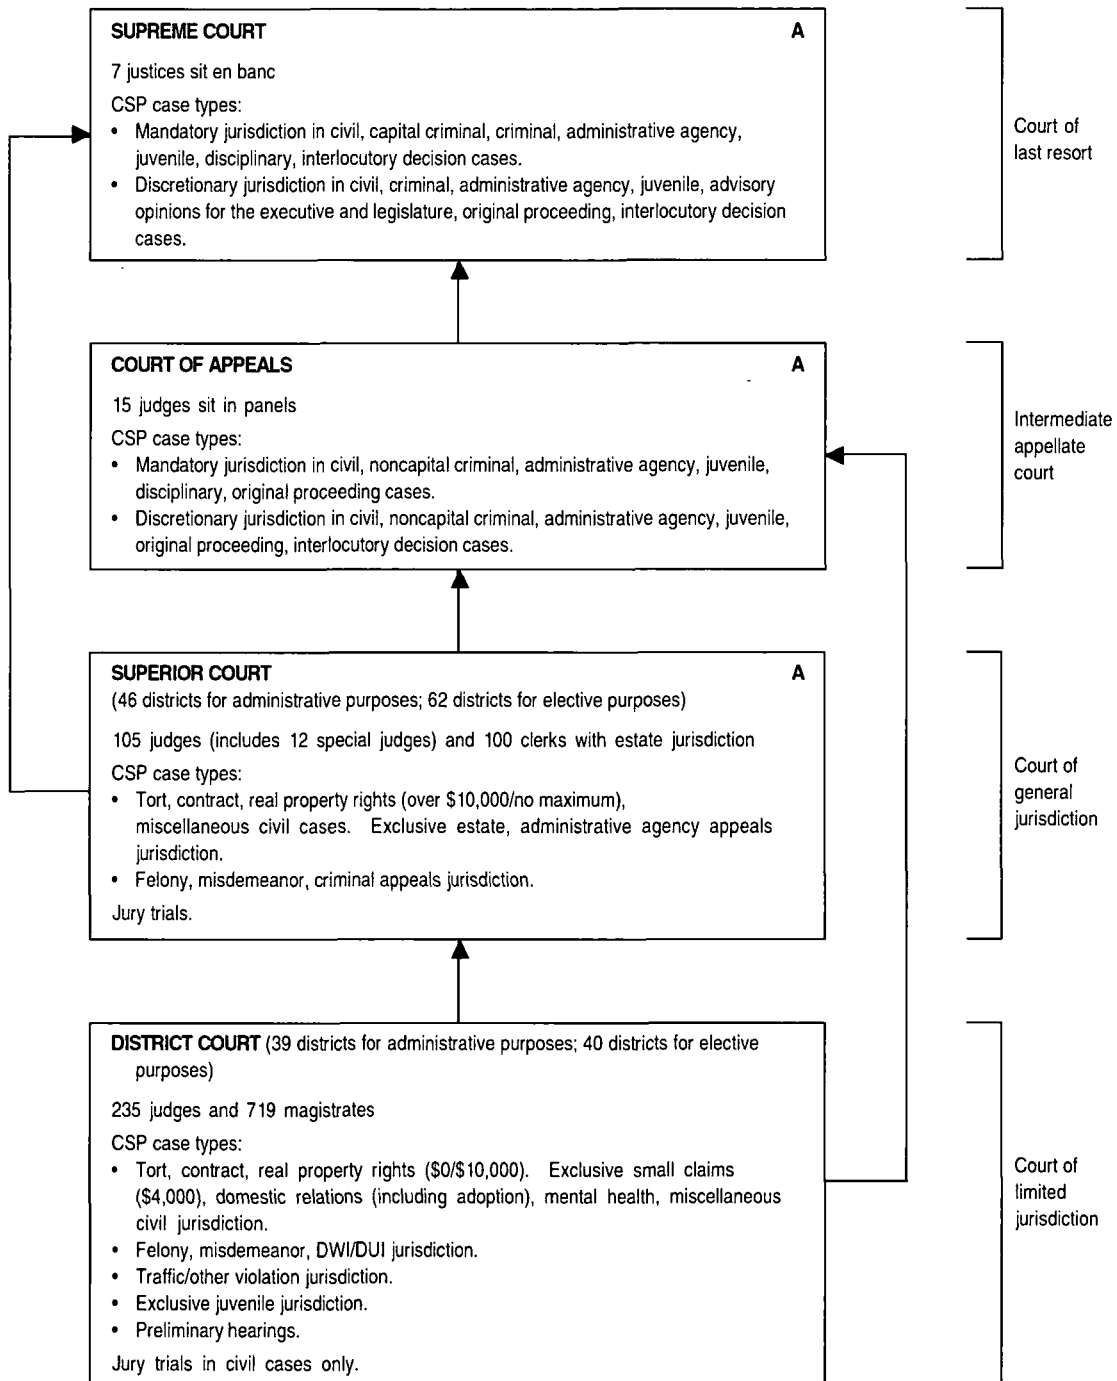 SUPREME COURT A
7 justices sit en banc
CSP case types:
• Mandatory jurisdiction in civil, capital criminal, criminal, administrative agency,
juvenile, disciplinary, interlocutory decision cases.
• Discretionary jurisdiction in civil, criminal, administrative agency, juvenile, advisory
opinions for the executive and legislature, original proceeding, interlocutory decision
cases.
Court of
last resort
COURT OF APPEALS A
15 judges sit in panels
CSP case types:
• Mandatory jurisdiction in civil, noncapital criminal, administrative agency, juvenile,
disciplinary, original proceeding cases.
• Discretionary jurisdiction in civil, noncapital criminal, administrative agency, juvenile,
original proceeding, interlocutory decision cases.
Intermediate
appellate
court
SUPERIOR COURT A
(46 districts for administrative purposes; 62 districts for elective purposes)
105 judges (includes 12 special judges) and 100 clerks with estate jurisdiction
CSP case types:
• Tort, contract, real property rights (over $10,000/no maximum),
miscellaneous civil cases. Exclusive estate, administrative agency appeals
jurisdiction.
• Felony, misdemeanor, criminal appeals jurisdiction.
Jury trials.
Court of
general
jurisdiction
DISTRICT COURT (39 districts for administrative purposes; 40 districts for elective
purposes)
235 judges and 719 magistrates
CSP case types:
• Tort, contract, real property rights ($0/$10,000). Exclusive small claims
($4,000), domestic relations (including adoption), mental health, miscellaneous
civil jurisdiction.
• Felony, misdemeanor, DWI/DUI jurisdiction.
• Traffic/other violation jurisdiction.
• Exclusive juvenile jurisdiction.
• Preliminary hearings.
Jury trials in civil cases only.
Court of
limited
jurisdiction